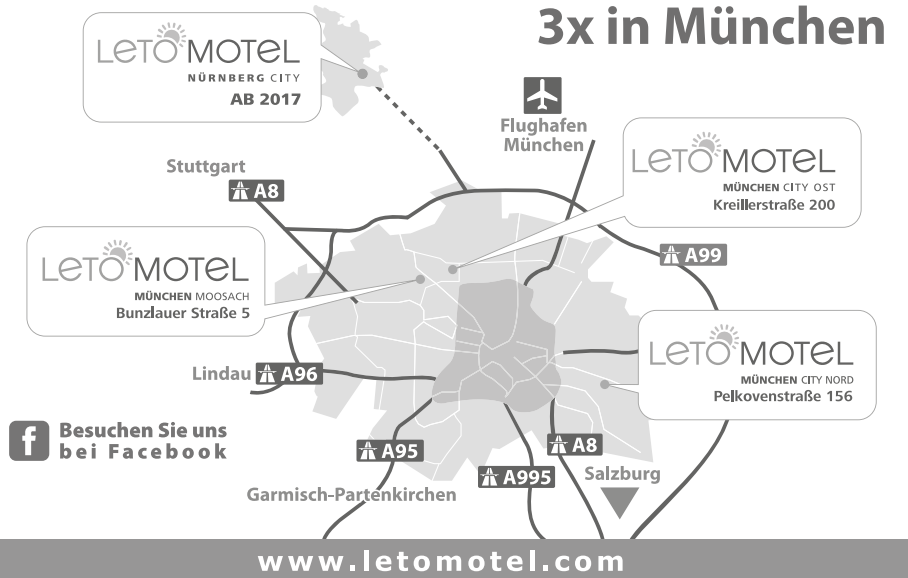 3x in München
LETO MOTEL
NÜRNBERG CITY
AB 2017
Flughafen
München
LETO MOTEL
MÜNCHEN CITY OST
Kreillerstraße 200
Stuttgart
A8
A99
LETO MOTEL
MÜNCHEN MOOSACH
Bunzlauer Straße 5
LETO MOTEL
MÜNCHEN CITY NORD
Pelkovenstraße 156
Lindau A96
f
Besuchen Sie uns
bei Facebook
A95
A8
A995
Salzburg
Garmisch-Partenkirchen
www.letomotel.com